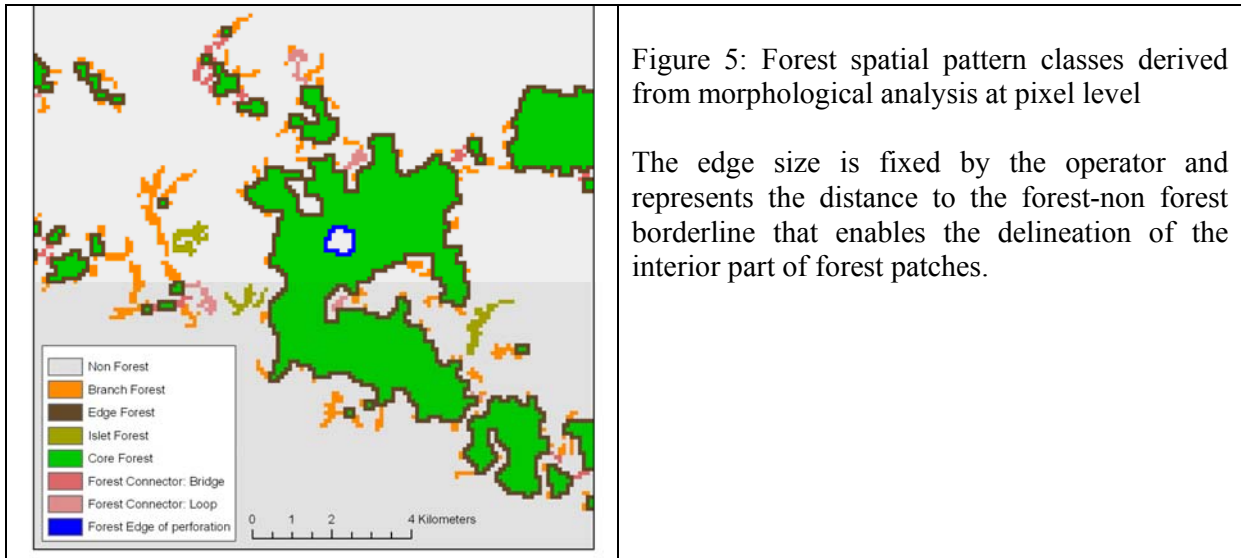 Non Forest
Branch Forest
Edge Forest
Islet Forest
Core Forest
Forest Connector: Bridge
Forest Connector: Loop
Forest Edge of perforation
0 1 2 4 Kilometers
Figure 5: Forest spatial pattern classes derived
from morphological analysis at pixel level
The edge size is fixed by the operator and
represents the distance to the forest-non forest
borderline that enables the delineation of the
interior part of forest patches.